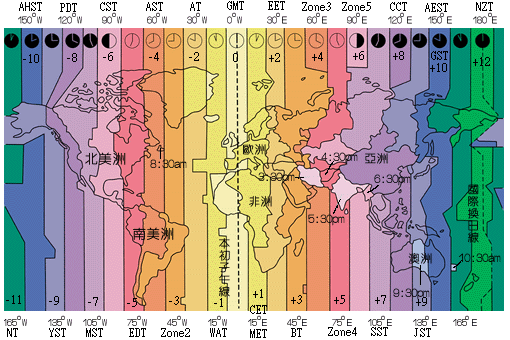 AHST PDT CST AST AT GMT EET Zone3 Zone5 CCT AEST NZT
150°W 120°W 90°W 60°W 30°W 0° 30°E 60°E 90°E 120°E 150°E 180°E
-10 -8 -6 -4 -2 0 +2 +4 +6 +8 GST +10 +12
北美洲
8:30am
歐洲
3:30pm
4:30pm
亞洲
6:30pm
非洲
5:30pm
南美洲
本初子午線
國際換日線
澳洲
10:30am
9:30pm
-11 -9 -7 -5 -3 -1 +1 +3 +5 +7 +9
165°W 135°W 105°W 75°W 45°W 15°W CET 15°E 45°E 75°E 105°E 135°E 165°E
NT YST MST EDT Zone2 WAT MET BT Zone4 SST JST